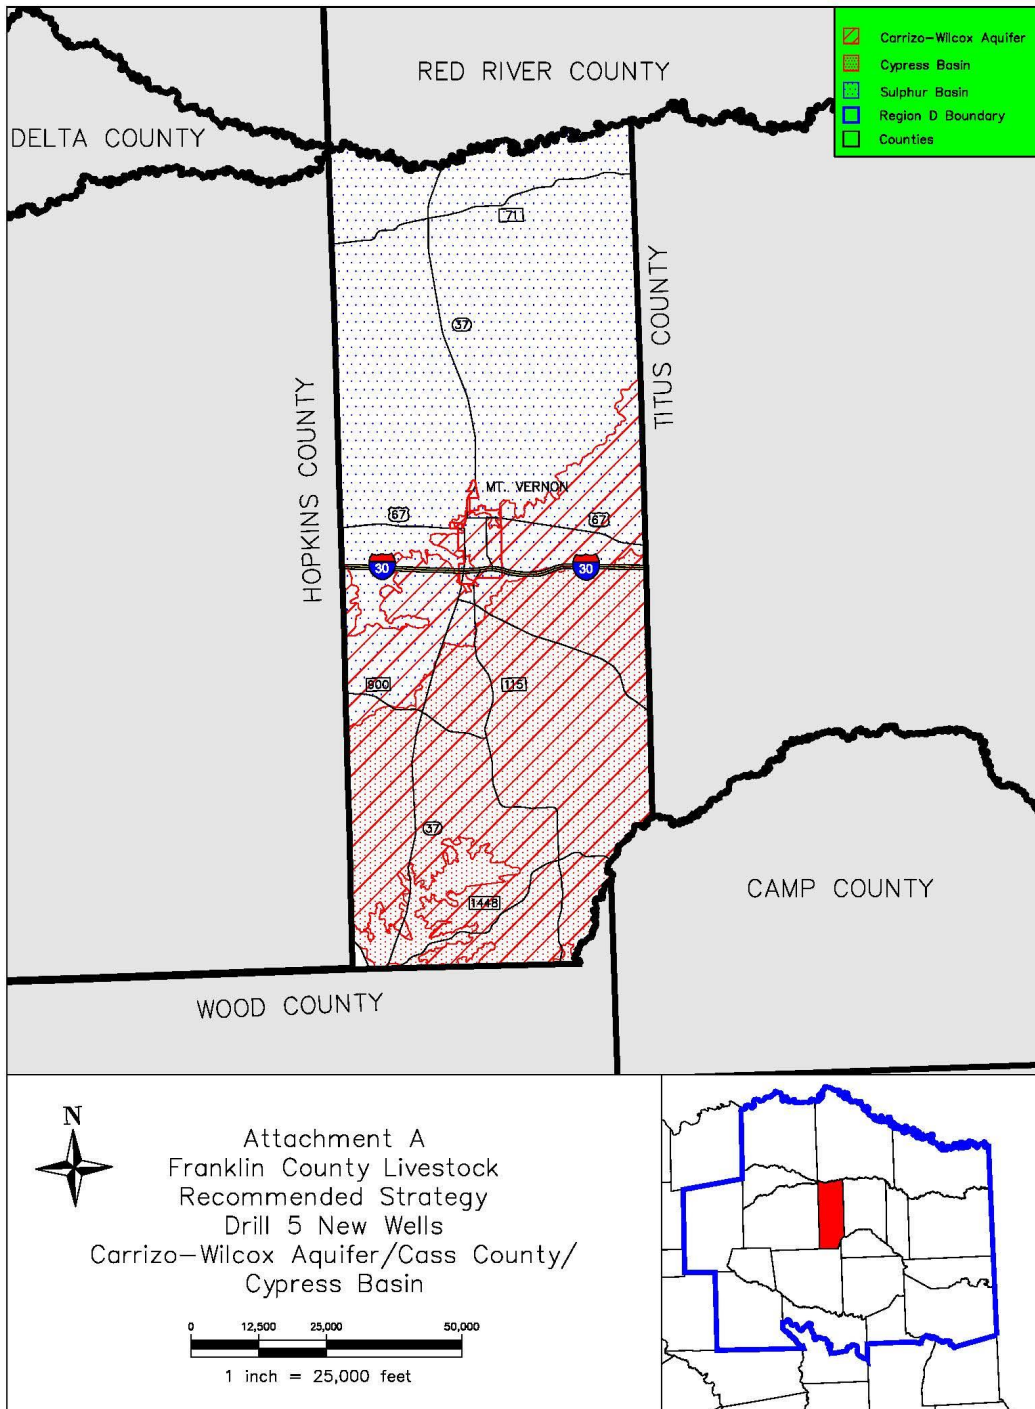 RED RIVER COUNTY
DELTA COUNTY
Carrizo-Wilcox Aquifer
Cypress Basin
Sulphur Basin
Region D Boundary
Counties
71
37
TITUS COUNTY
HOPKINS COUNTY
MT. VERNON
67
67
30
30
900
115
37
1448
CAMP COUNTY
WOOD COUNTY
N
Attachment A
Franklin County Livestock
Recommended Strategy
Drill 5 New Wells
Carrizo-Wilcox Aquifer/Cass County/
Cypress Basin
0 12,500 25,000 50,000
1 inch = 25,000 feet